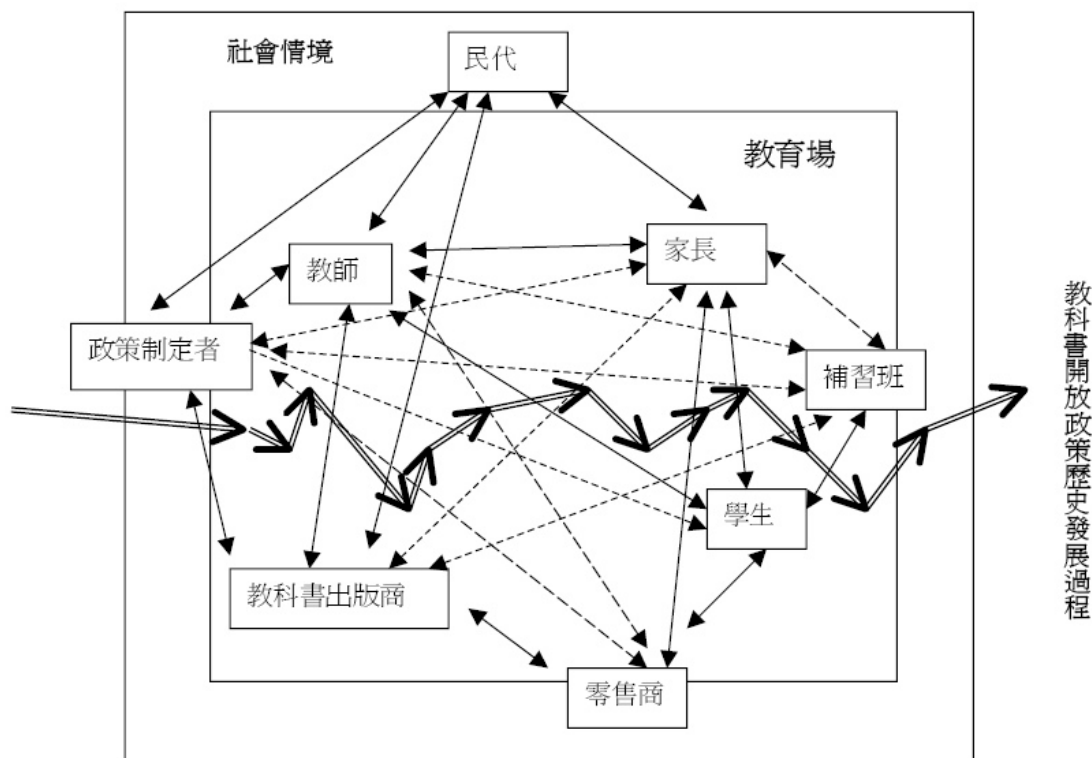 社會情境
民代
教育場
教師
家長
政策制定者
補習班
學生
教科書出版商
零售商
教科書開放政策歷史發展過程